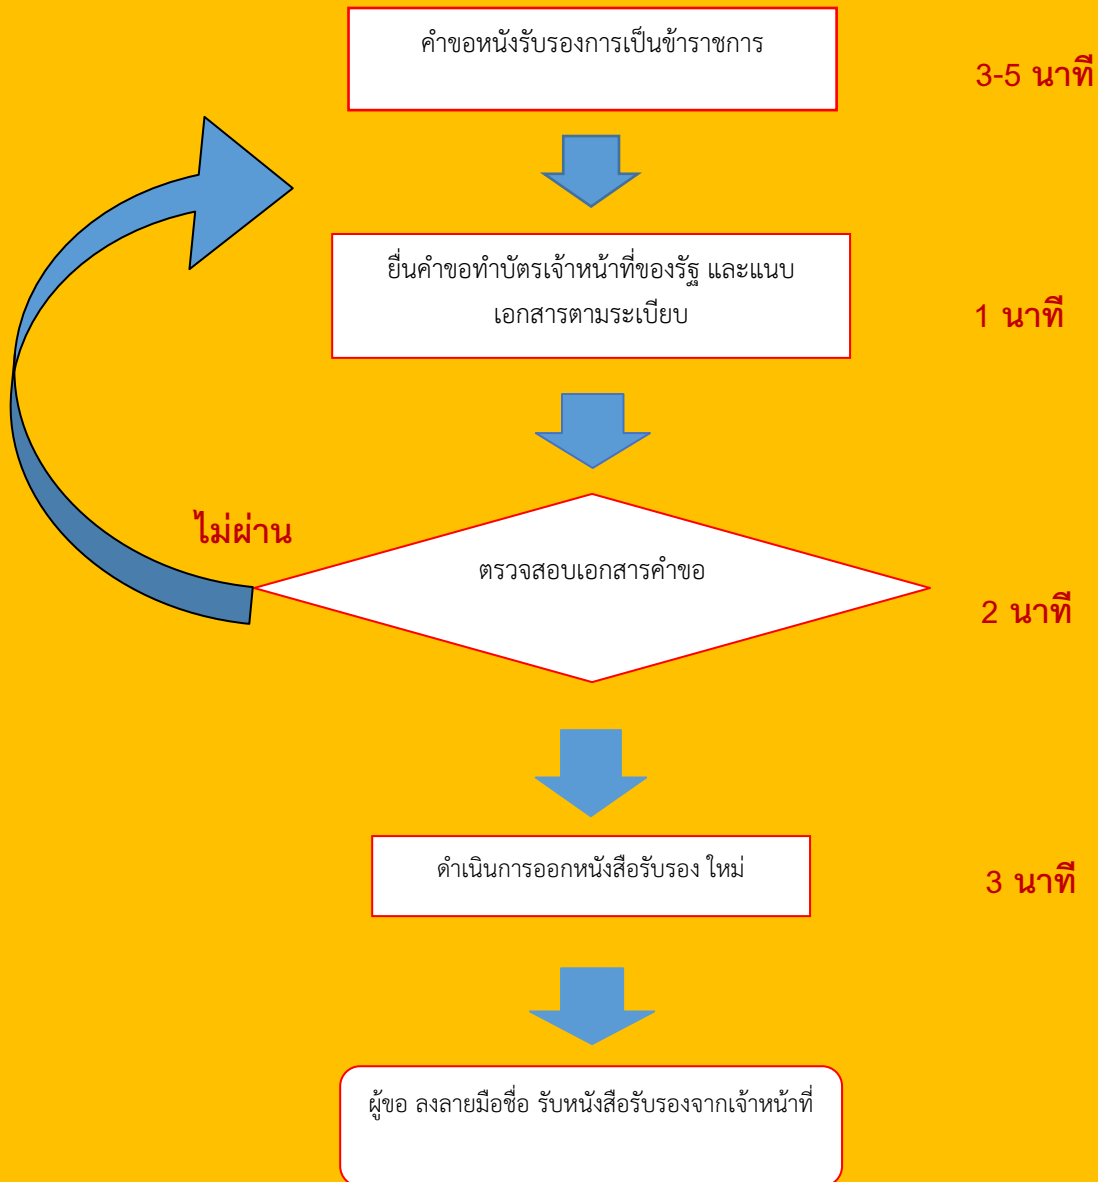 คำขอหนังรับรองการเป็นข้าราชการ
3-5 นาที
ยื่นคำขอทำบัตรเจ้าหน้าที่ของรัฐ และแนบ
เอกสารตามระเบียบ
1 นาที
ไม่ผ่าน
ตรวจสอบเอกสารคำขอ
2 นาที
ดำเนินการออกหนังสือรับรอง ใหม่
3 นาที
ผู้ขอ ลงลายมือชื่อ รับหนังสือรับรองจากเจ้าหน้าที่